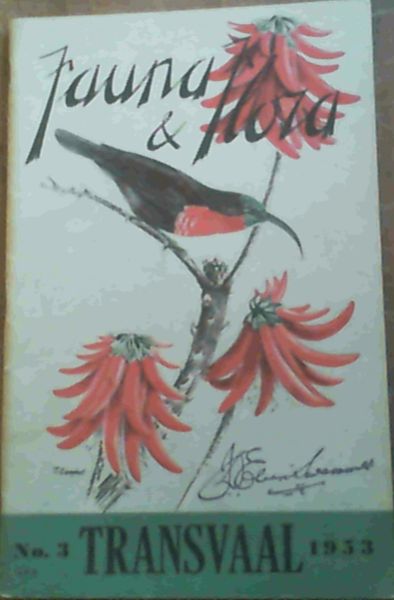 Fauna
& Flora
No. 3 TRANSVAAL 1953